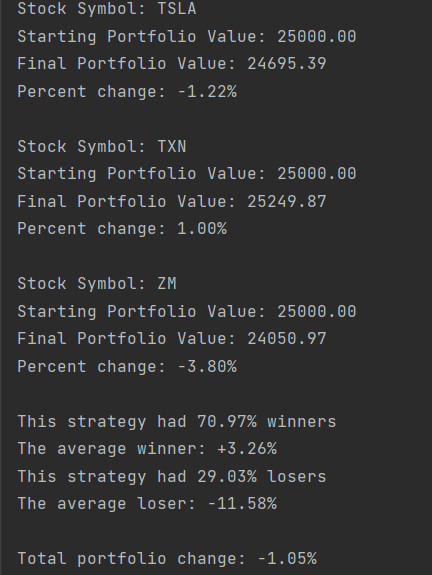 Stock Symbol: TSLA
Starting Portfolio Value: 25000.00
Final Portfolio Value: 24695.39
Percent change: -1.22%
Stock Symbol: TXN
Starting Portfolio Value: 25000.00
Final Portfolio Value: 25249.87
Percent change: 1.00%
Stock Symbol: ZM
Starting Portfolio Value: 25000.00
Final Portfolio Value: 24050.97
Percent change: -3.80%
This strategy had 70.97% winners
The average winner: +3.26%
This strategy had 29.03% losers
The average loser: -11.58%
Total portfolio change: -1.05%